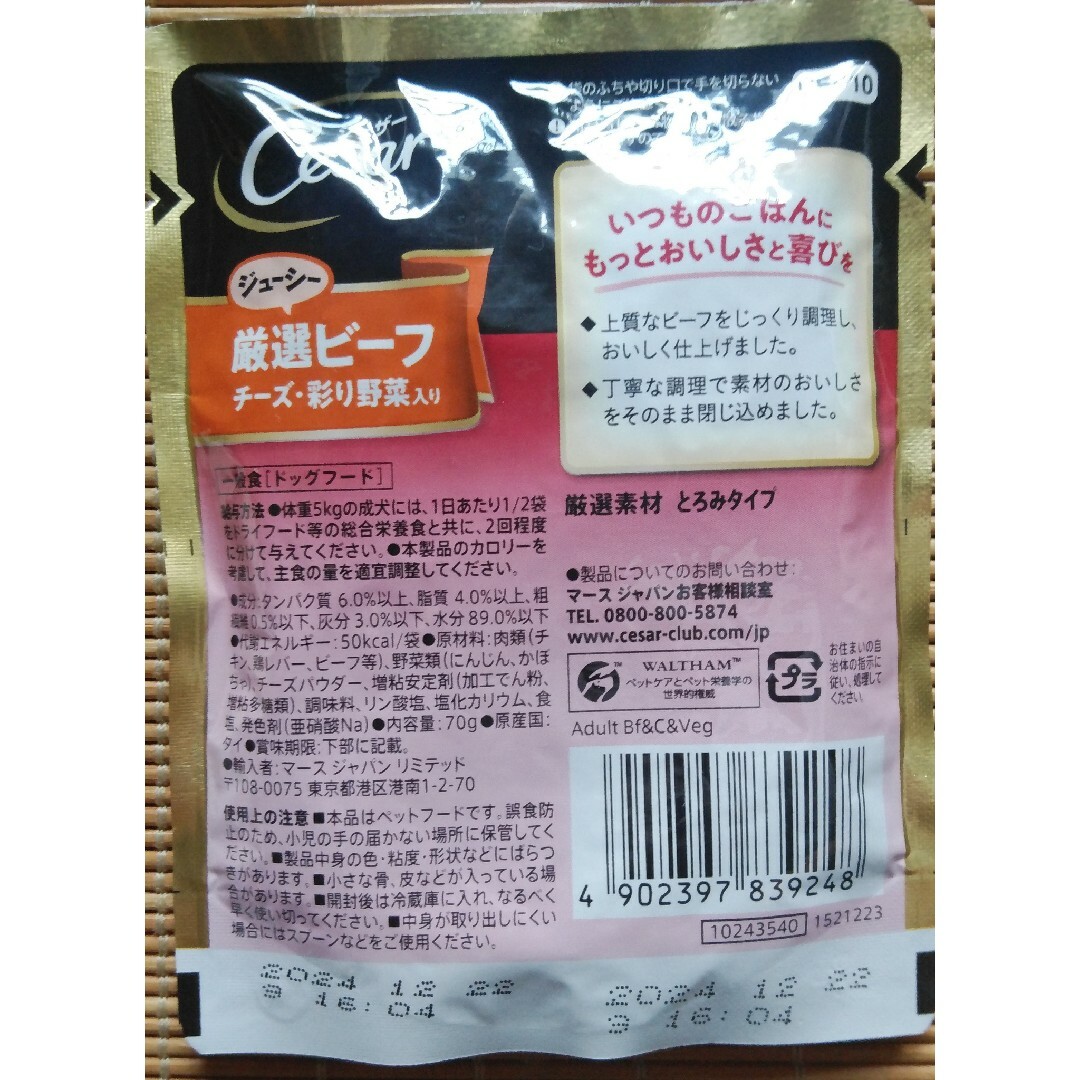 袋のふちや切り口で手を切らない
10
Cesar
いつものごはんに
もっとおいしさと喜びを
◆上質なビーフをじっくり調理し、
おいしく仕上げました。
◆丁寧な調理で素材のおいしさ
をそのまま閉じ込めました。
ジューシー
厳選ビーフ
チーズ・彩り野菜入り
一般食[ドッグフード]
給与方法 ●体重5kgの成犬には、1日あたり1/2袋
をドライフード等の総合栄養食と共に、2回程度
に分けて与えてください。●本製品のカロリーを
考慮して、主食の量を適宜調整してください。
●成分:タンパク質 6.0%以上、脂質 4.0%以上、粗
繊維 0.5%以下、灰分 3.0%以下、水分 89.0%以下
●代謝エネルギー:50kcal/袋●原材料:肉類(チ
キン、鶏レバー、ビーフ等)、野菜類(にんじん、かぼ
ちゃ)、チーズパウダー、増粘安定剤(加工でん粉、
増粘多糖類)、調味料、リン酸塩、塩化カリウム、食
塩、発色剤(亜硝酸Na)●内容量:70g●原産国:
タイ●賞味期限:下部に記載。
●輸入者:マース ジャパン リミテッド
〒108-0075 東京都港区港南1-2-70
使用上の注意 ■本品はペットフードです。誤食防
止のため、小児の手の届かない場所に保管してく
ださい。■製品中身の色・粘度・形状などにばらつ
きがあります。■小さな骨、皮などが入っている場
合があります。■開封後は冷蔵庫に入れ、なるべく
早く使い切ってください。■中身が取り出しにくい
場合にはスプーンなどをご使用ください。
厳選素材 とろみタイプ
●製品についてのお問い合わせ:
マース ジャパンお客様相談室
TEL. 0800-800-5874
www.cesar-club.com/jp
WALTHAM™
ペットケアとペット栄養学の
世界的権威
プラ
お住まいの自
治体の指示に
従い、処理して
ください。
Adult Bf&C&Veg
4 902397 839248
10243540 1521223
2024 12 22
9 16:04
2024 12 22
9 16:04